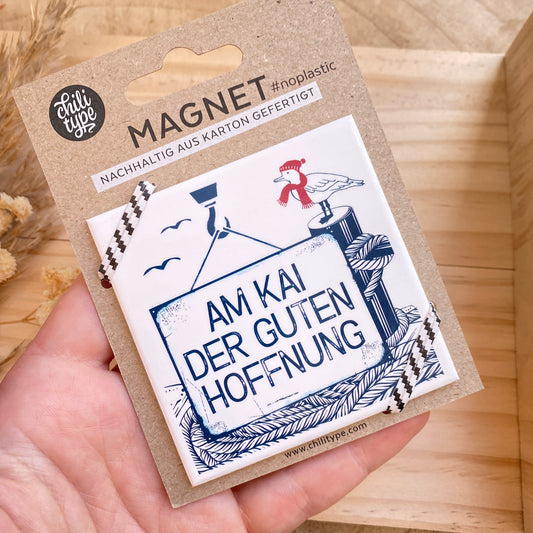 chili
type
MAGNET #noplastic
NACHHALTIG AUS KARTON GEFERTIGT
AM KAI
DER GUTEN
HOFFNUNG
www.chilitype.com